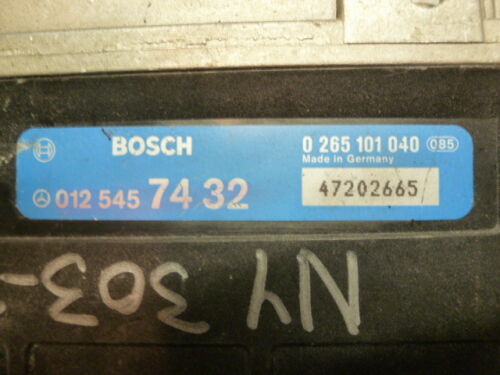 BOSCH 0 265 101 040 085
Made in Germany
012 545 74 32 47202665
NY 303-